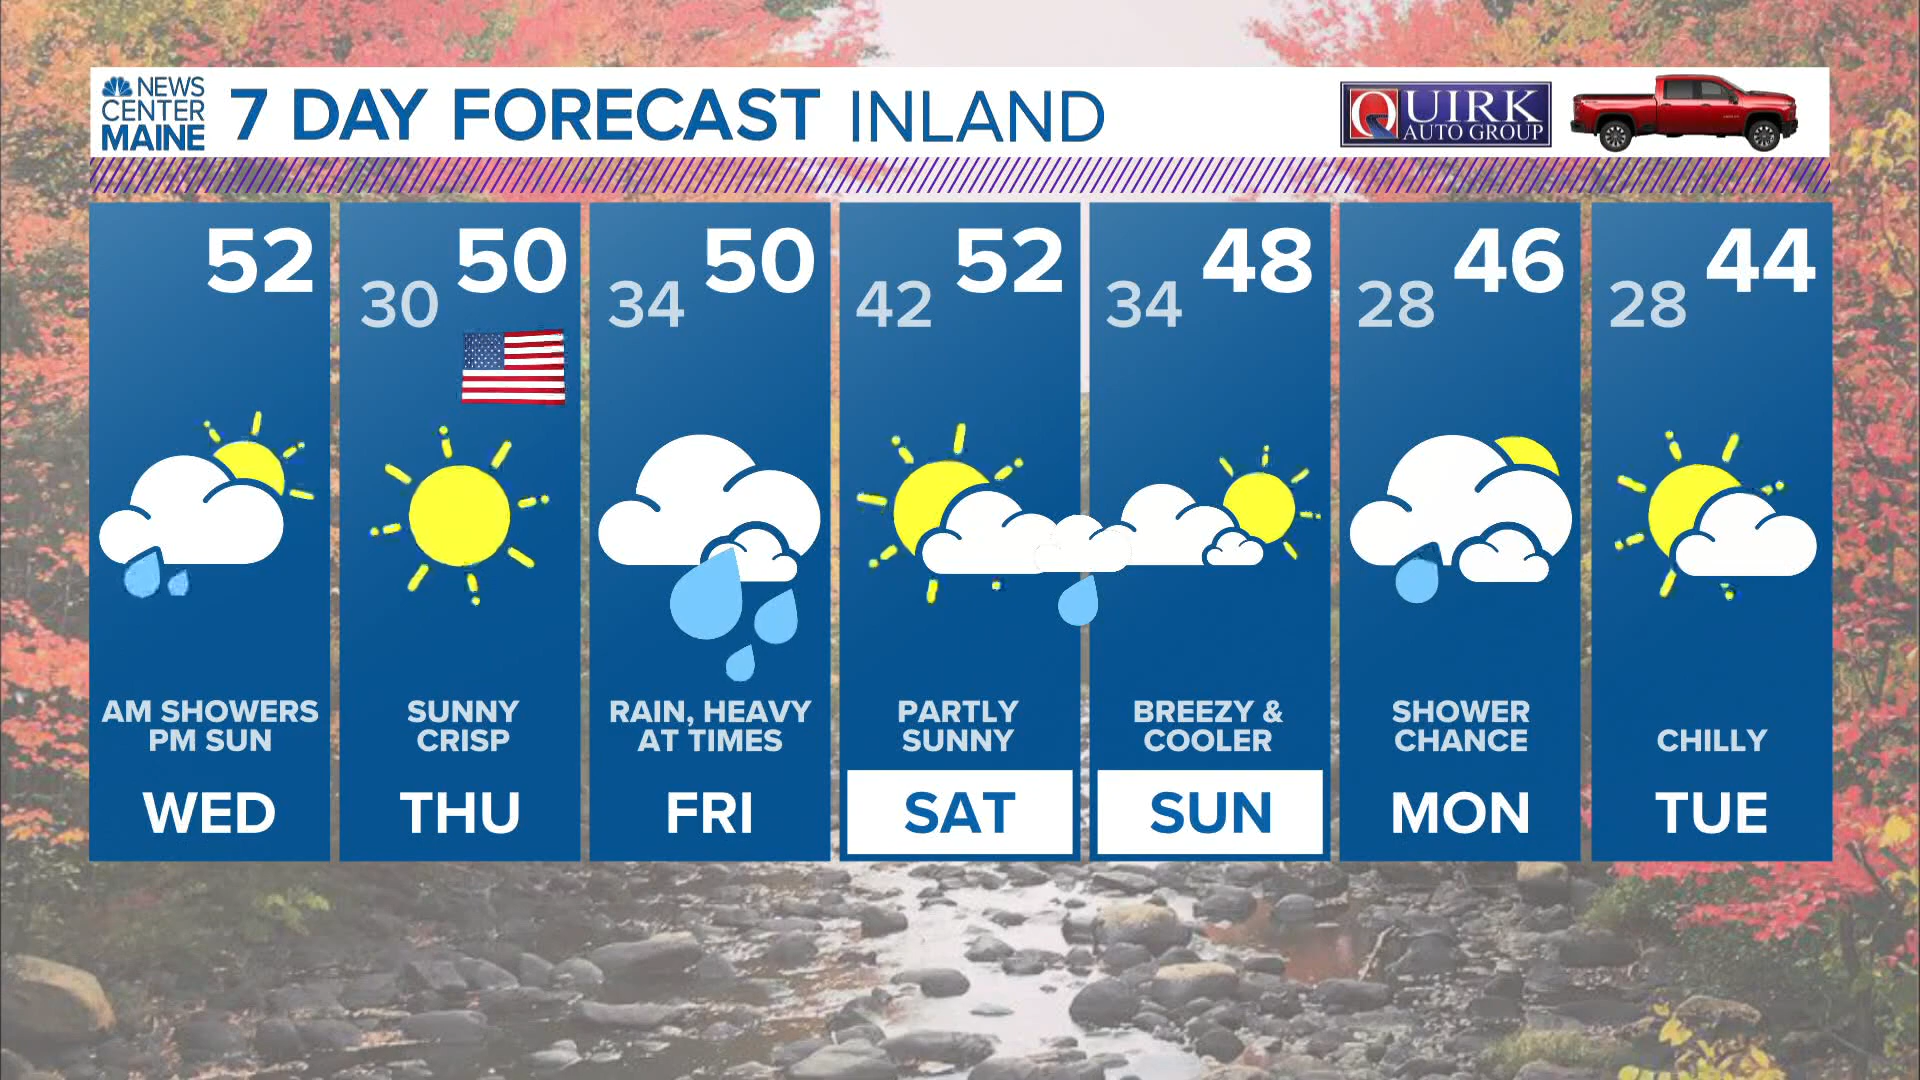 NEWS
CENTER
MAINE
7 DAY FORECAST INLAND
QUIRK
AUTO GROUP
52
AM SHOWERS
PM SUN
WED
30 50
SUNNY
CRISP
THU
34 50
RAIN, HEAVY
AT TIMES
FRI
42 52
PARTLY
SUNNY
SAT
34 48
BREEZY &
COOLER
SUN
28 46
SHOWER
CHANCE
MON
28 44
CHILLY
TUE